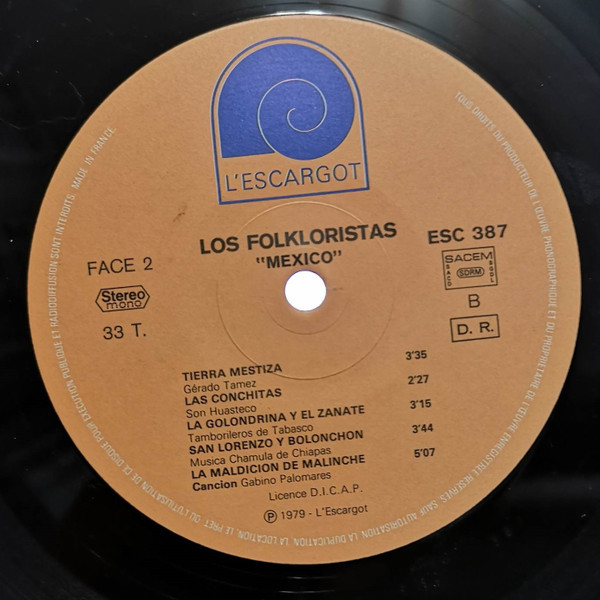 L'ESCARGOT
LOS FOLKLORISTAS
"MEXICO"
ESC 387
FACE 2
Stereo
mono
33 T.
SACEM
SACD
SDRM
SGDL
B
D. R.
TIERRA MESTIZA 3'35
Gérado Tamez
LAS CONCHITAS 2'27
Son Huasteco
LA GOLONDRINA Y EL ZANATE 3'15
Tamborileros de Tabasco
SAN LORENZO Y BOLONCHON 3'44
Musica Chamula de Chiapas
LA MALDICION DE MALINCHE 5'07
Cancion Gabino Palomares
Licence D.I.C.A.P.
℗ 1979 - L'Escargot
TOUS DROITS DU PRODUCTEUR DE L'ŒUVRE PHONOGRAPHIQUE ET DU PROPRIETAIRE DE L'ŒUVRE ENREGISTREE RESERVES. SAUF AUTORISATION, LA DUPLICATION, LA LOCATION, LE PRET OU L'UTILISATION DE CE DISQUE POUR EXECUTION PUBLIQUE ET RADIODIFFUSION SONT INTERDITS. MADE IN FRANCE